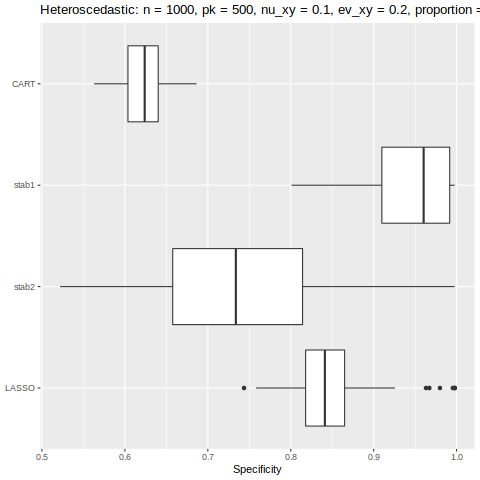 Heteroscedastic: n = 1000, pk = 500, nu_xy = 0.1, ev_xy = 0.2, proportion =
CART
stab1
stab2
LASSO
0.5 0.6 0.7 0.8 0.9 1.0
Specificity